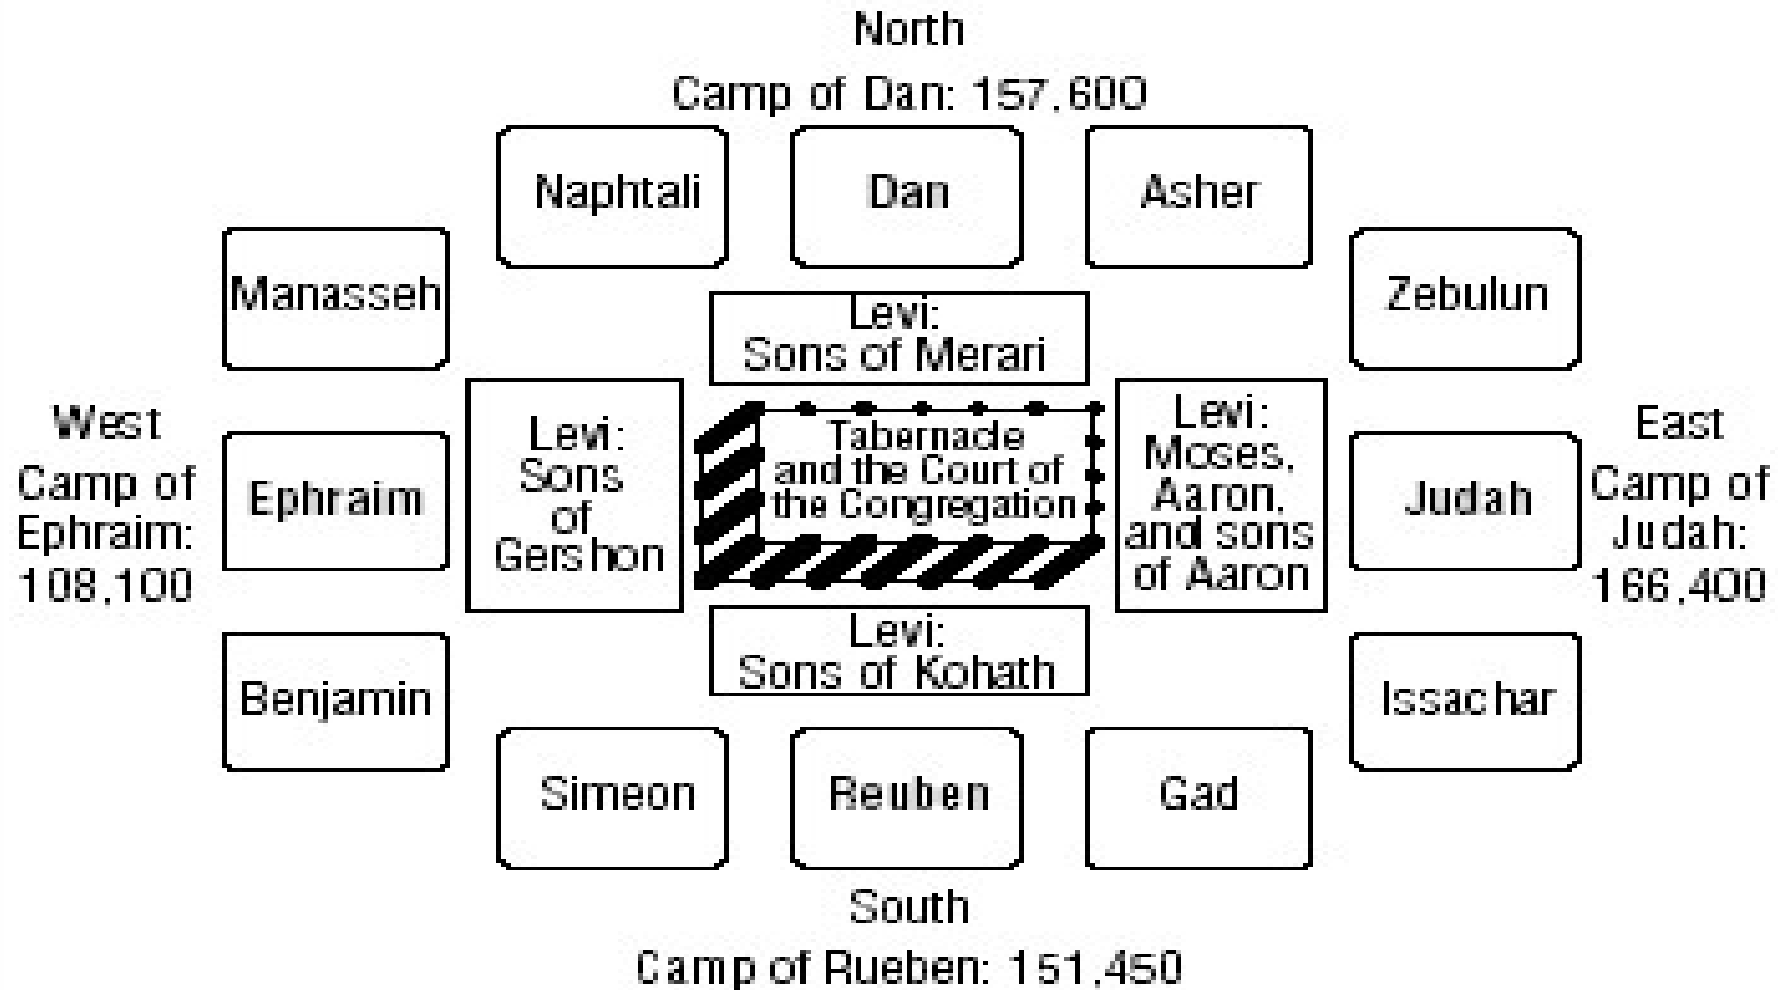 North
Camp of Dan: 157,600
Naphtali
Dan
Asher
Manasseh
Zebulun
Levi:
Sons of Merari
West
Camp of
Ephraim:
108,100
Ephraim
Levi:
Sons
of
Gershon
Tabernacle
and the Court of
the Congregation
Levi:
Moses,
Aaron,
and sons
of Aaron
Judah
East
Camp of
Judah:
166,400
Levi:
Sons of Kohath
Benjamin
Issachar
Simeon
Reuben
Gad
South
Camp of Rueben: 151,450